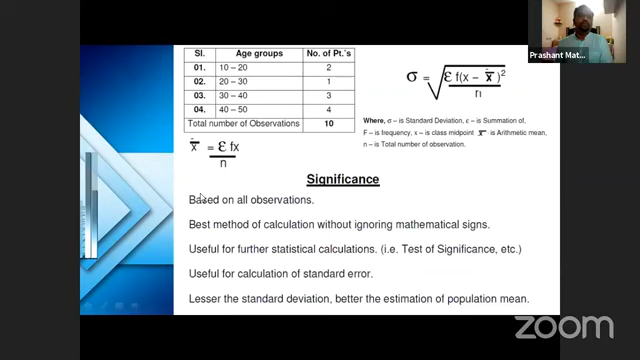 Prashant Mat...
Sl. Age groups No. of Pt.'s
01. 10 – 20 2
02. 20 – 30 1
03. 30 – 40 3
04. 40 – 50 4
Total number of Observations 10
σ = √ ε f(x – x̄)²
n
Where, σ – is Standard Deviation, ε – is Summation of,
F – is frequency, x – is class midpoint x̄ – is Arithmetic mean,
n – is Total number of observation.
x̄ = ε fx
n
Significance
Based on all observations.
Best method of calculation without ignoring mathematical signs.
Useful for further statistical calculations. (i.e. Test of Significance, etc.)
Useful for calculation of standard error.
Lesser the standard deviation, better the estimation of population mean.
zoom